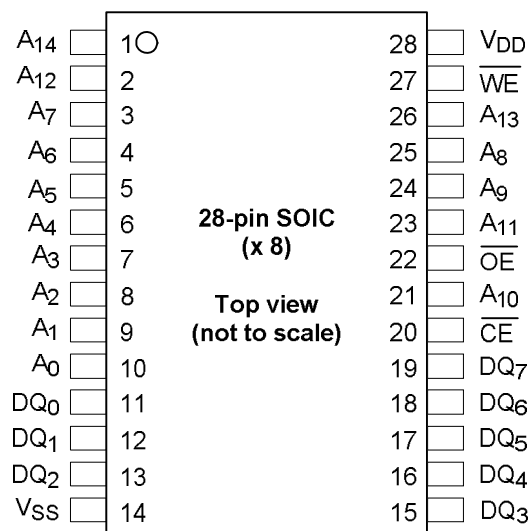 A14 1 28 VDD
A12 2 27 W̅E̅
A7 3 26 A13
A6 4 25 A8
A5 5 24 A9
A4 6 28-pin SOIC 23 A11
A3 7 (x 8) 22 O̅E̅
A2 8 Top view 21 A10
A1 9 (not to scale) 20 C̅E̅
A0 10 19 DQ7
DQ0 11 18 DQ6
DQ1 12 17 DQ5
DQ2 13 16 DQ4
VSS 14 15 DQ3